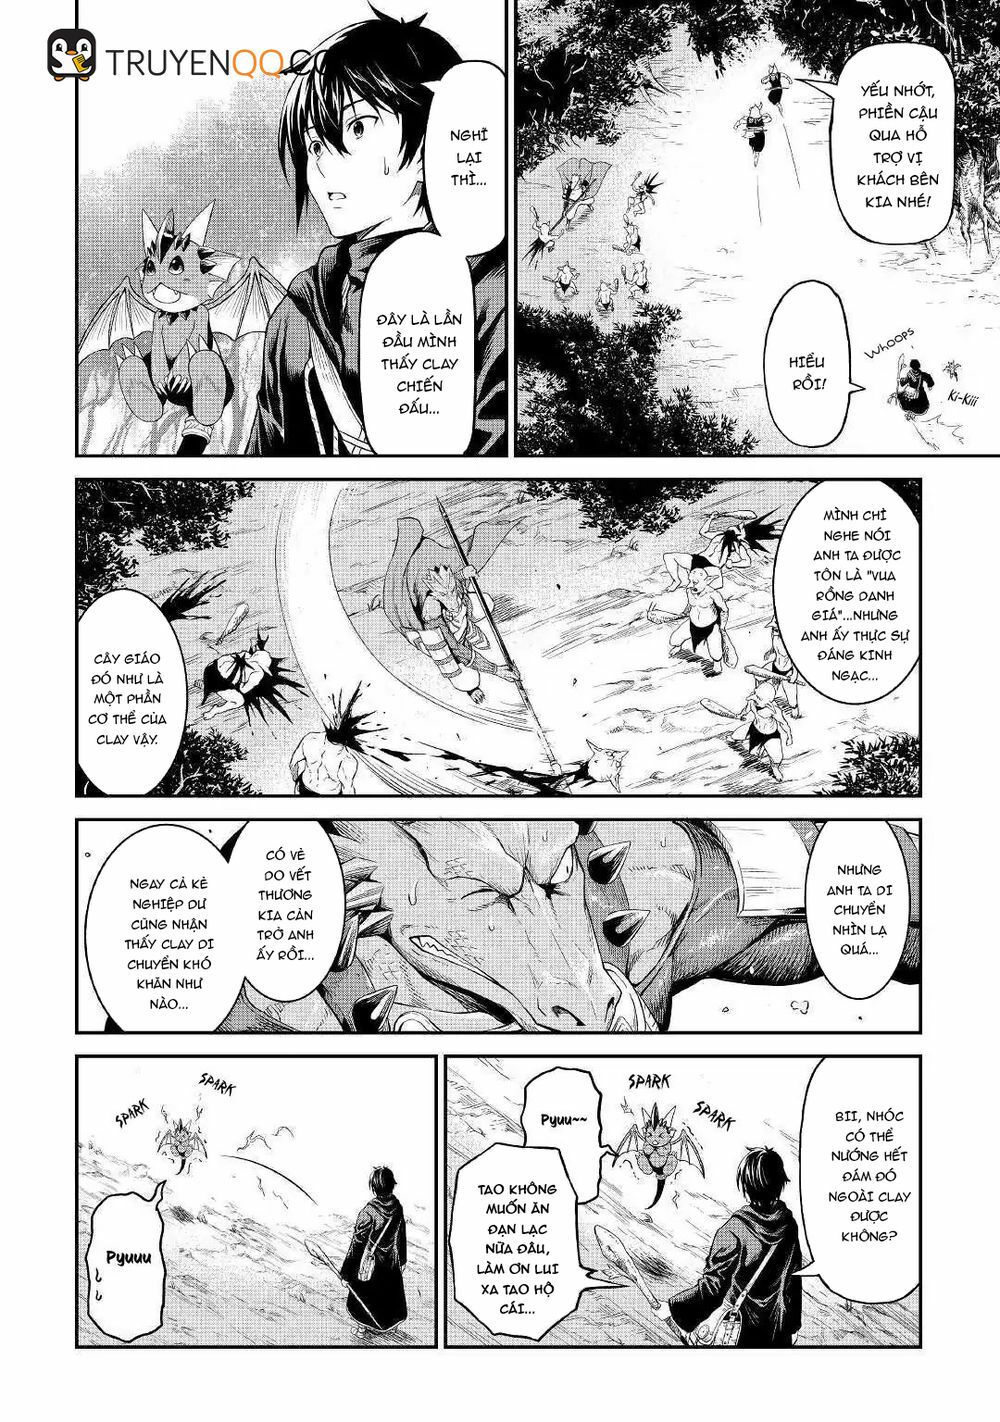 TRUYENQQ.CO
YẾU NHỚT,
PHIỀN CẬU
QUA HỖ
TRỢ VỊ
KHÁCH BÊN
KIA NHÉ!
HIỂU
RỒI!
Whoops
Ki-Kiii
NGHĨ
LẠI
THÌ...
ĐÂY LÀ LẦN
ĐẦU MÌNH
THẤY CLAY
CHIẾN
ĐẤU...
MÌNH CHỈ
NGHE NÓI
ANH TA ĐƯỢC
TÔN LÀ "VUA
RỒNG DANH
GIÁ"...NHƯNG
ANH ẤY THỰC SỰ
ĐÁNG KINH
NGẠC...
CÂY GIÁO
ĐÓ NHƯ LÀ
MỘT PHẦN
CƠ THỂ CỦA
CLAY VẬY.
NHƯNG
ANH TA DI
CHUYỂN
NHÌN LẠ
QUÁ...
CÓ VẺ
DO VẾT
THƯƠNG
KIA CẢN
TRỞ ANH
ẤY RỒI...
NGAY CẢ KẺ
NGHIỆP DƯ
CŨNG NHẬN
THẤY CLAY DI
CHUYỂN KHÓ
KHĂN NHƯ
NÀO...
BII, NHÓC
CÓ THỂ
NƯỚNG HẾT
ĐÁM ĐÓ
NGOÀI CLAY
ĐƯỢC
KHÔNG?
SPARK
SPARK
Pyuu~~
TAO KHÔNG
MUỐN ĂN
ĐẠN LẠC
NỮA ĐÂU,
LÀM ƠN LUI
XA TAO HỘ
CÁI...
SPARK
SPARK
Pyuuu